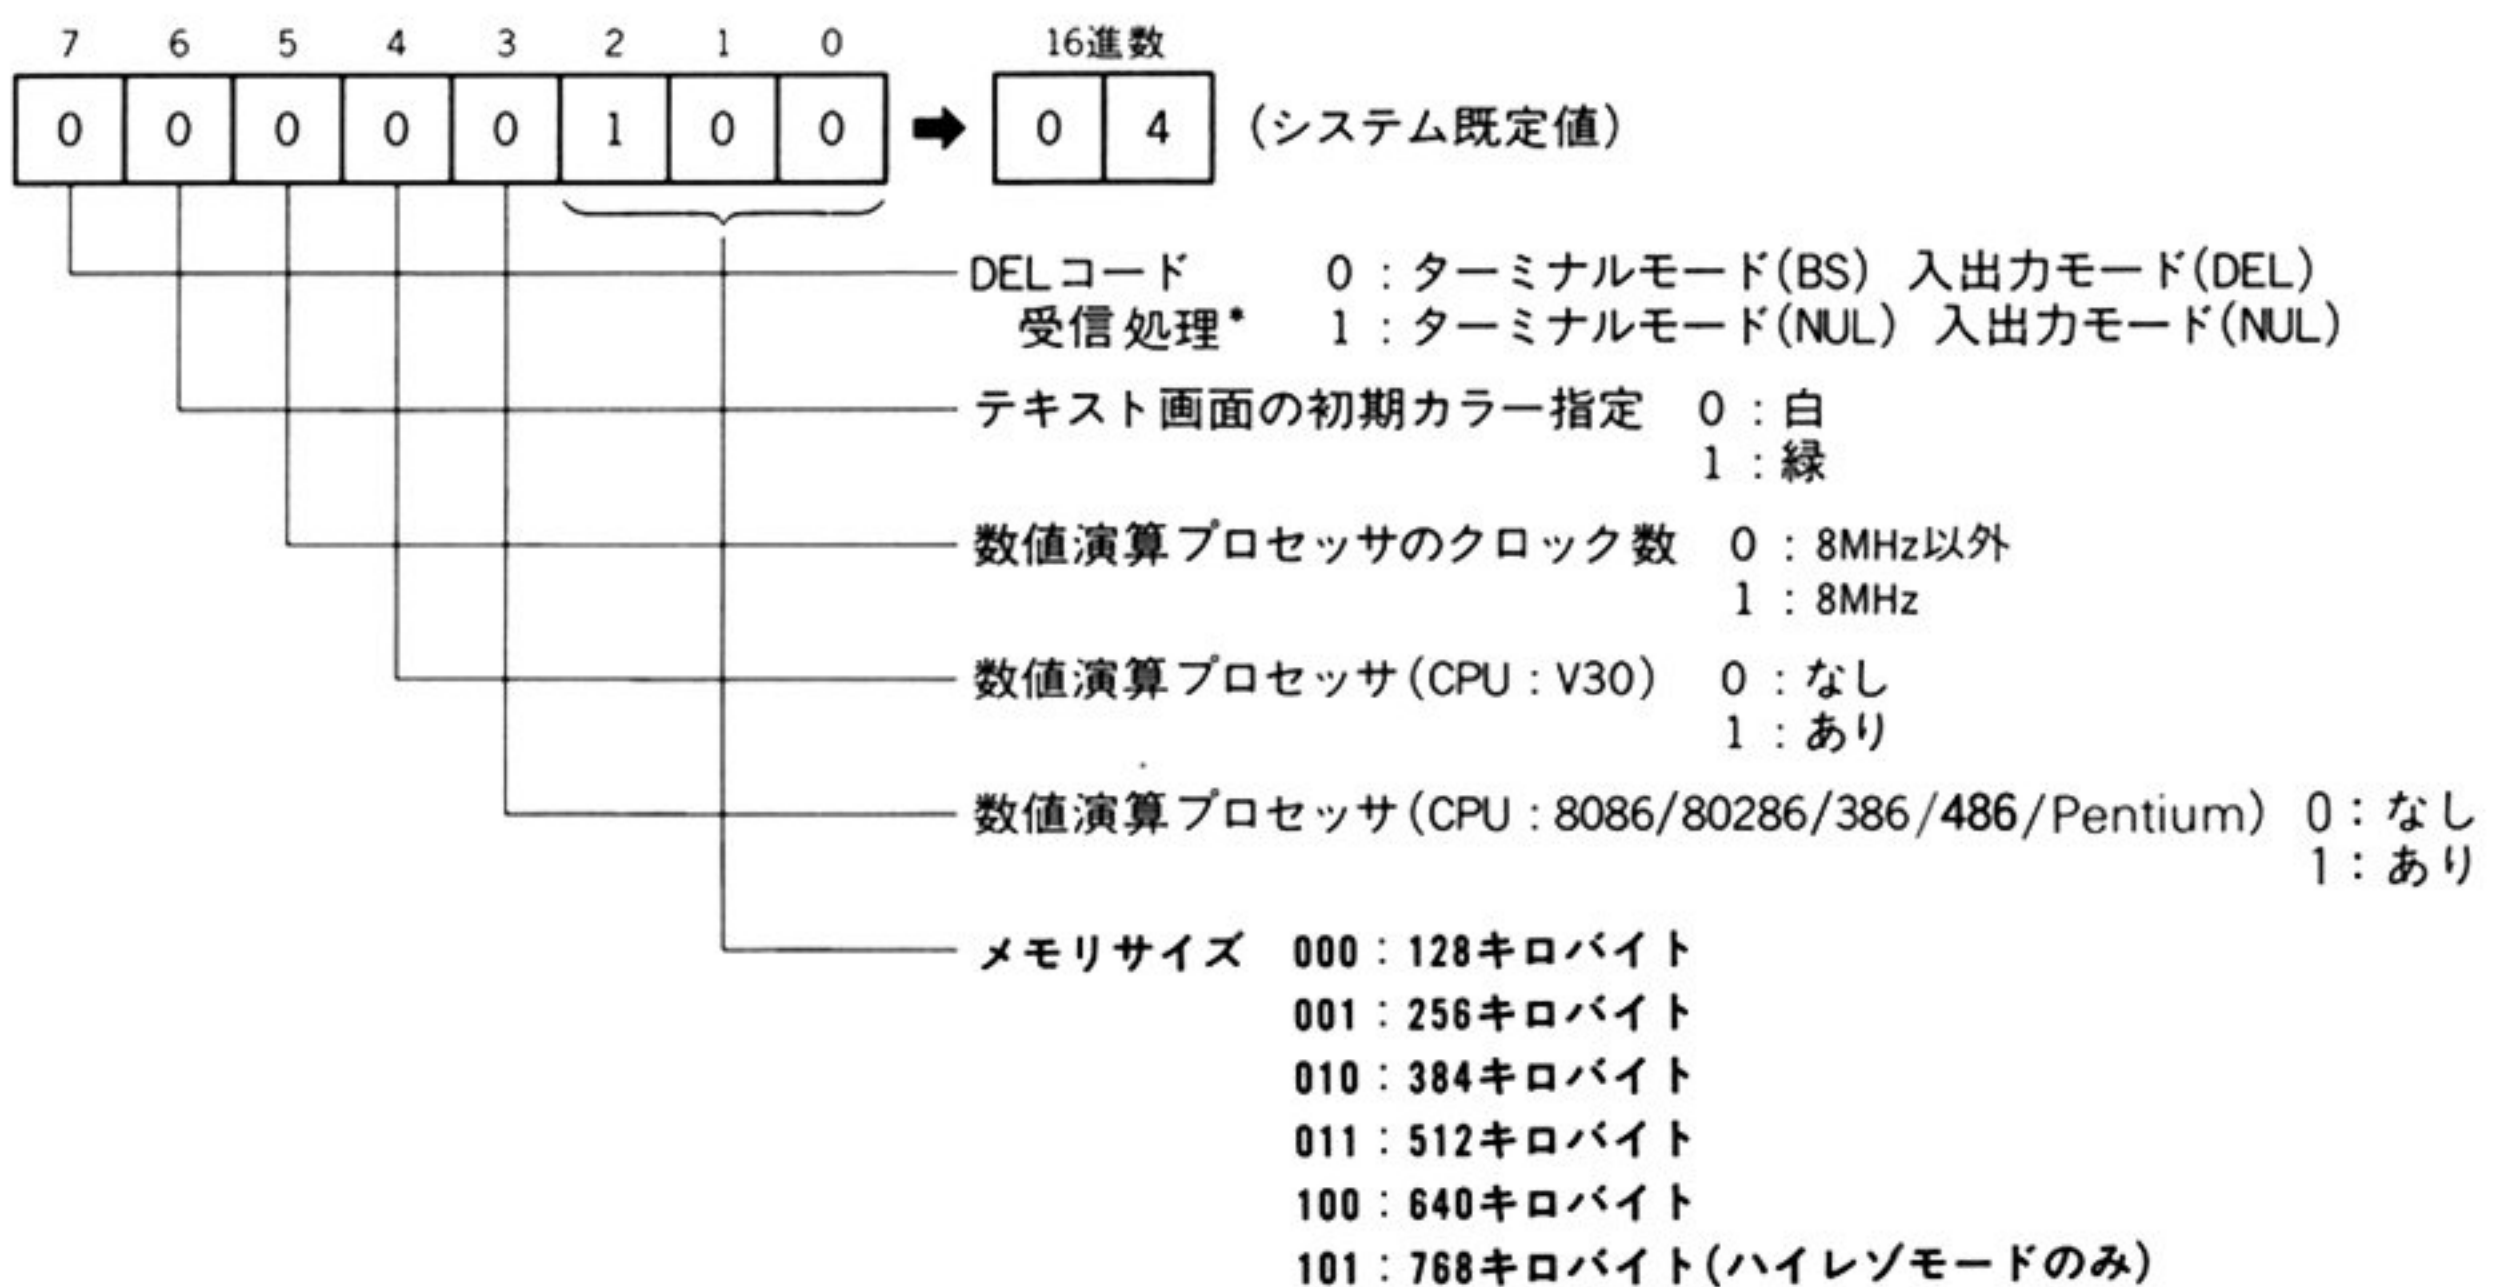 7 6 5 4 3 2 1 0 16進数
0 0 0 0 0 1 0 0 ➡ 0 4 (システム既定値)
DELコード 0:ターミナルモード(BS) 入出力モード(DEL)
受信処理* 1:ターミナルモード(NUL) 入出力モード(NUL)
テキスト画面の初期カラー指定 0:白
1:緑
数値演算プロセッサのクロック数 0:8MHz以外
1:8MHz
数値演算プロセッサ(CPU:V30) 0:なし
1:あり
数値演算プロセッサ(CPU:8086/80286/386/486/Pentium) 0:なし
1:あり
メモリサイズ 000:128キロバイト
001:256キロバイト
010:384キロバイト
011:512キロバイト
100:640キロバイト
101:768キロバイト(ハイレゾモードのみ)